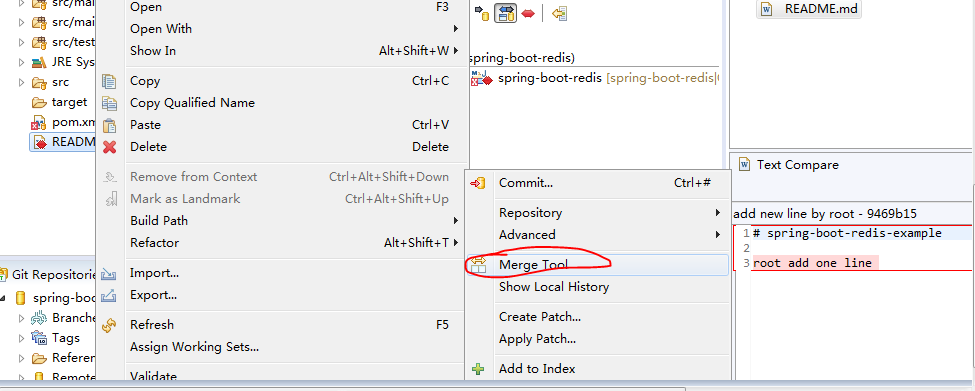 src/mai
src/mai
src/test
JRE Sys
src
target
pom.xm
READM
Git Repositorie
spring-boo
Branche
Tags
Referen
Remote
Open F3
Open With
Show In Alt+Shift+W
Copy Ctrl+C
Copy Qualified Name
Paste Ctrl+V
Delete Delete
Remove from Context Ctrl+Alt+Shift+Down
Mark as Landmark Ctrl+Alt+Shift+Up
Build Path
Refactor Alt+Shift+T
Import...
Export...
Refresh F5
Assign Working Sets...
Validate
spring-boot-redis)
spring-boot-redis [spring-boot-redis|
Commit... Ctrl+#
Repository
Advanced
Merge Tool
Show Local History
Create Patch...
Apply Patch...
Add to Index
README.md
Text Compare
add new line by root - 9469b15
1 # spring-boot-redis-example
2
3 root add one line